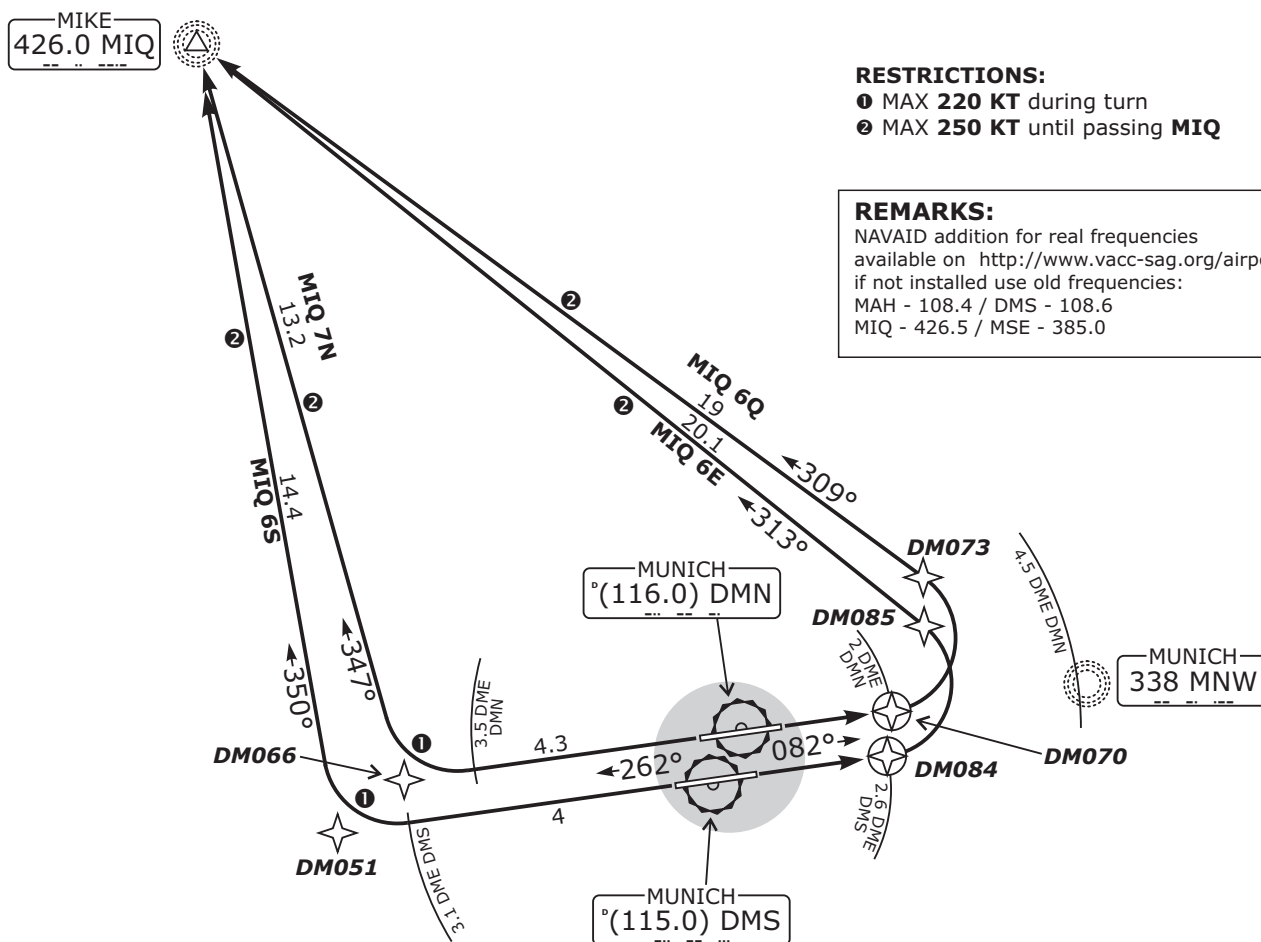 MIKE
426.0 MIQ
RESTRICTIONS:
❶ MAX 220 KT during turn
❷ MAX 250 KT until passing MIQ
REMARKS:
NAVAID addition for real frequencies
available on http://www.vacc-sag.org/airp
if not installed use old frequencies:
MAH - 108.4 / DMS - 108.6
MIQ - 426.5 / MSE - 385.0
❷
❷
❷
❷
MIQ 7N
13.2
MIQ 6S
14.4
MIQ 6Q
19
20.1
MIQ 6E
309°
313°
DM073
4.5 DME DMN
MUNICH
D(116.0) DMN
DM085
2 DME
DMN
MUNICH
338 MNW
350°
347°
3.5 DME
DMN
DM066
❶
4.3
262°
082°
DM070
DM084
❶
4
2.6 DME
DMS
DM051
3.1 DME DMS
MUNICH
D(115.0) DMS